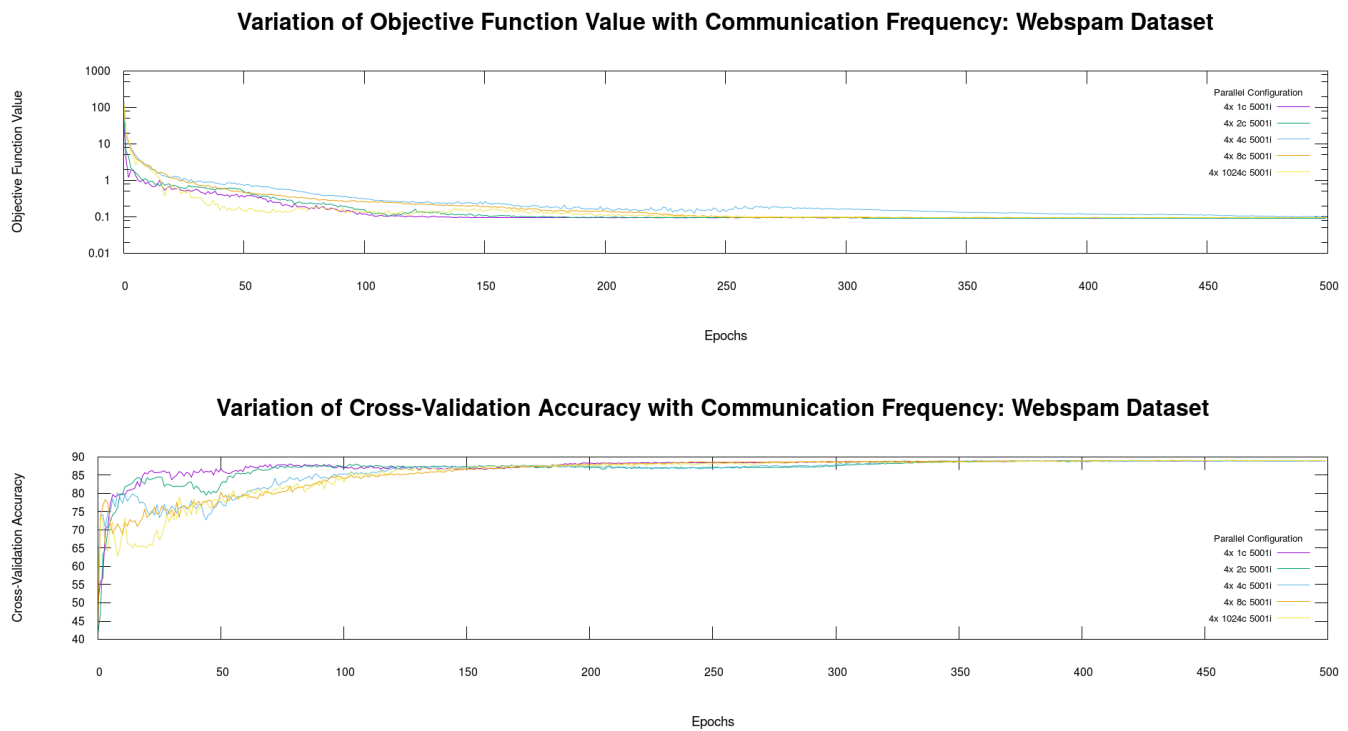 Variation of Objective Function Value with Communication Frequency: Webspam Dataset
Objective Function Value
1000
100
10
1
0.1
0.01
Parallel Configuration
4x 1c 5001i
4x 2c 5001i
4x 4c 5001i
4x 8c 5001i
4x 1024c 5001i
0 50 100 150 200 250 300 350 400 450 500
Epochs
Variation of Cross-Validation Accuracy with Communication Frequency: Webspam Dataset
Cross-Validation Accuracy
90
85
80
75
70
65
60
55
50
45
40
Parallel Configuration
4x 1c 5001i
4x 2c 5001i
4x 4c 5001i
4x 8c 5001i
4x 1024c 5001i
0 50 100 150 200 250 300 350 400 450 500
Epochs